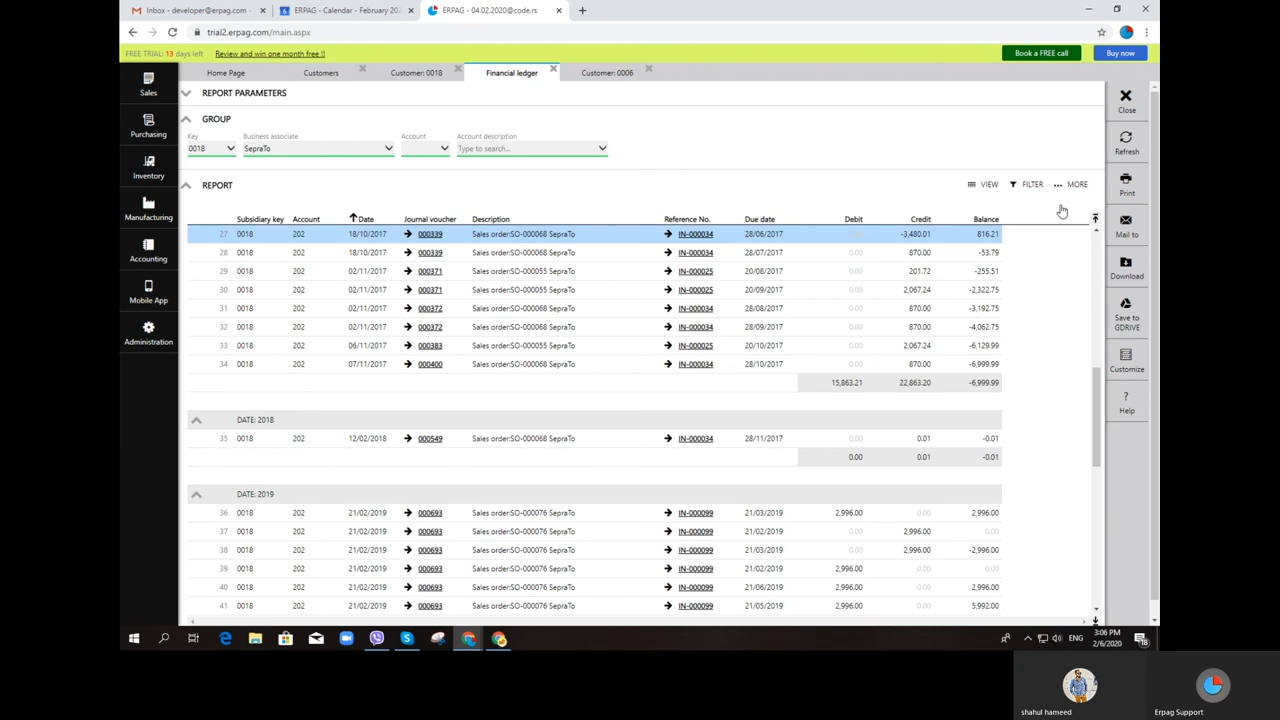 Inbox - developer@erpag.com - ERPAG - Calendar - February 202 ERPAG - 04.02.2020@code.rs
trial2.erpag.com/main.aspx
FREE TRIAL: 13 days left Review and win one month free !! Book a FREE call Buy now
Home Page Customers Customer: 0018 Financial ledger Customer: 0006
Sales
Purchasing
Inventory
Manufacturing
Accounting
Mobile App
Administration
REPORT PARAMETERS
GROUP
Key Business associate Account Account description
0018 SepraTo Type to search...
REPORT VIEW FILTER MORE
Subsidiary key Account Date Journal voucher Description Reference No. Due date Debit Credit Balance
27 0018 202 18/10/2017 000339 Sales order:SO-000068 SepraTo IN-000034 28/06/2017 0.00 -3,480.01 816.21
28 0018 202 18/10/2017 000339 Sales order:SO-000068 SepraTo IN-000034 28/07/2017 0.00 870.00 -53.79
29 0018 202 02/11/2017 000371 Sales order:SO-000055 SepraTo IN-000025 20/08/2017 0.00 201.72 -255.51
30 0018 202 02/11/2017 000371 Sales order:SO-000055 SepraTo IN-000025 20/09/2017 0.00 2,067.24 -2,322.75
31 0018 202 02/11/2017 000372 Sales order:SO-000068 SepraTo IN-000034 28/08/2017 0.00 870.00 -3,192.75
32 0018 202 02/11/2017 000372 Sales order:SO-000068 SepraTo IN-000034 28/09/2017 0.00 870.00 -4,062.75
33 0018 202 06/11/2017 000383 Sales order:SO-000055 SepraTo IN-000025 20/10/2017 0.00 2,067.24 -6,129.99
34 0018 202 07/11/2017 000400 Sales order:SO-000068 SepraTo IN-000034 28/10/2017 0.00 870.00 -6,999.99
15,863.21 22,863.20 -6,999.99
DATE: 2018
35 0018 202 12/02/2018 000549 Sales order:SO-000068 SepraTo IN-000034 28/11/2017 0.00 0.01 -0.01
0.00 0.01 -0.01
DATE: 2019
36 0018 202 21/02/2019 000693 Sales order:SO-000076 SepraTo IN-000099 21/03/2019 2,996.00 0.00 2,996.00
37 0018 202 21/02/2019 000693 Sales order:SO-000076 SepraTo IN-000099 21/02/2019 0.00 2,996.00 0.00
38 0018 202 21/02/2019 000693 Sales order:SO-000076 SepraTo IN-000099 21/03/2019 0.00 2,996.00 -2,996.00
39 0018 202 21/02/2019 000693 Sales order:SO-000076 SepraTo IN-000099 21/02/2019 2,996.00 0.00 0.00
40 0018 202 21/02/2019 000693 Sales order:SO-000076 SepraTo IN-000099 21/06/2019 2,996.00 0.00 2,996.00
41 0018 202 21/02/2019 000693 Sales order:SO-000076 SepraTo IN-000099 21/05/2019 2,996.00 0.00 5,992.00
Close
Refresh
Print
Mail to
Download
Save to
GDRIVE
Customize
Help
ENG
3:06 PM
2/6/2020
18
shahul hameed Erpag Support